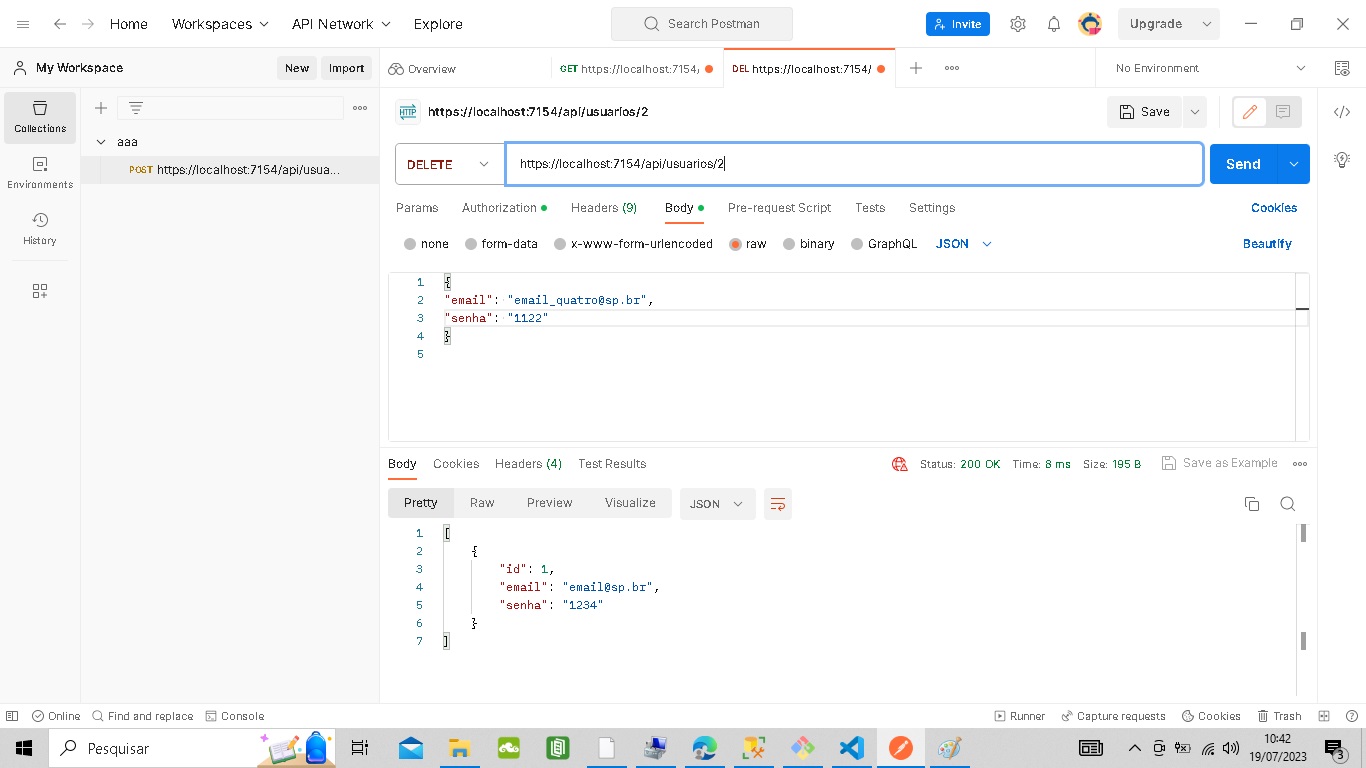 Home Workspaces API Network Explore Search Postman Invite Upgrade
My Workspace New Import Overview GET https://localhost:7154/ DEL https://localhost:7154/ No Environment
Collections
Environments
History
aaa
POST https://localhost:7154/api/usua...
HTTP https://localhost:7154/api/usuarios/2 Save
DELETE https://localhost:7154/api/usuarios/2 Send
Params Authorization Headers (9) Body Pre-request Script Tests Settings Cookies
none form-data x-www-form-urlencoded raw binary GraphQL JSON Beautify
1 {
2 "email": "email_quatro@sp.br",
3 "senha": "1122"
4 }
5
Body Cookies Headers (4) Test Results Status: 200 OK Time: 8 ms Size: 195 B Save as Example
Pretty Raw Preview Visualize JSON
1 [
2 {
3 "id": 1,
4 "email": "email@sp.br",
5 "senha": "1234"
6 }
7 ]
Online Find and replace Console Runner Capture requests Cookies Trash
Pesquisar 10:42
19/07/2023 3